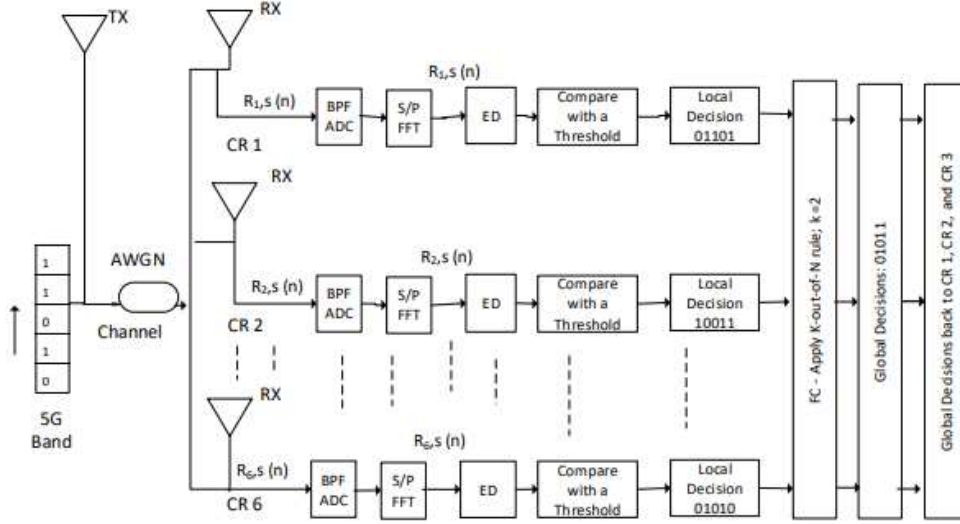 TX
RX
R1,s (n)
R1,s (n)
BPF
ADC
S/P
FFT
ED
Compare
with a
Threshold
Local
Decision
01101
CR 1
RX
R2,s (n)
R2,s (n)
BPF
ADC
S/P
FFT
ED
Compare
with a
Threshold
Local
Decision
10011
CR 2
1
1
0
1
0
5G
Band
AWGN
Channel
RX
R6,s (n)
R6,s (n)
BPF
ADC
S/P
FFT
ED
Compare
with a
Threshold
Local
Decision
01010
CR 6
FC - Apply K-out-of-N rule; k=2
Global Decisions: 01011
Global Decisions back to CR 1, CR 2, and CR 3